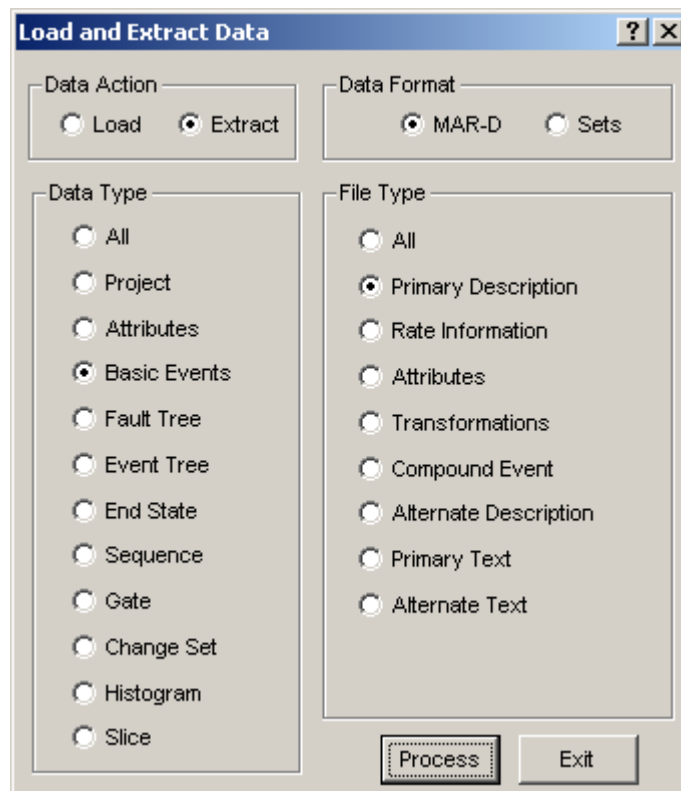 Load and Extract Data
Data Action
Load Extract
Data Format
MAR-D Sets
Data Type
All
Project
Attributes
Basic Events
Fault Tree
Event Tree
End State
Sequence
Gate
Change Set
Histogram
Slice
File Type
All
Primary Description
Rate Information
Attributes
Transformations
Compound Event
Alternate Description
Primary Text
Alternate Text
Process Exit